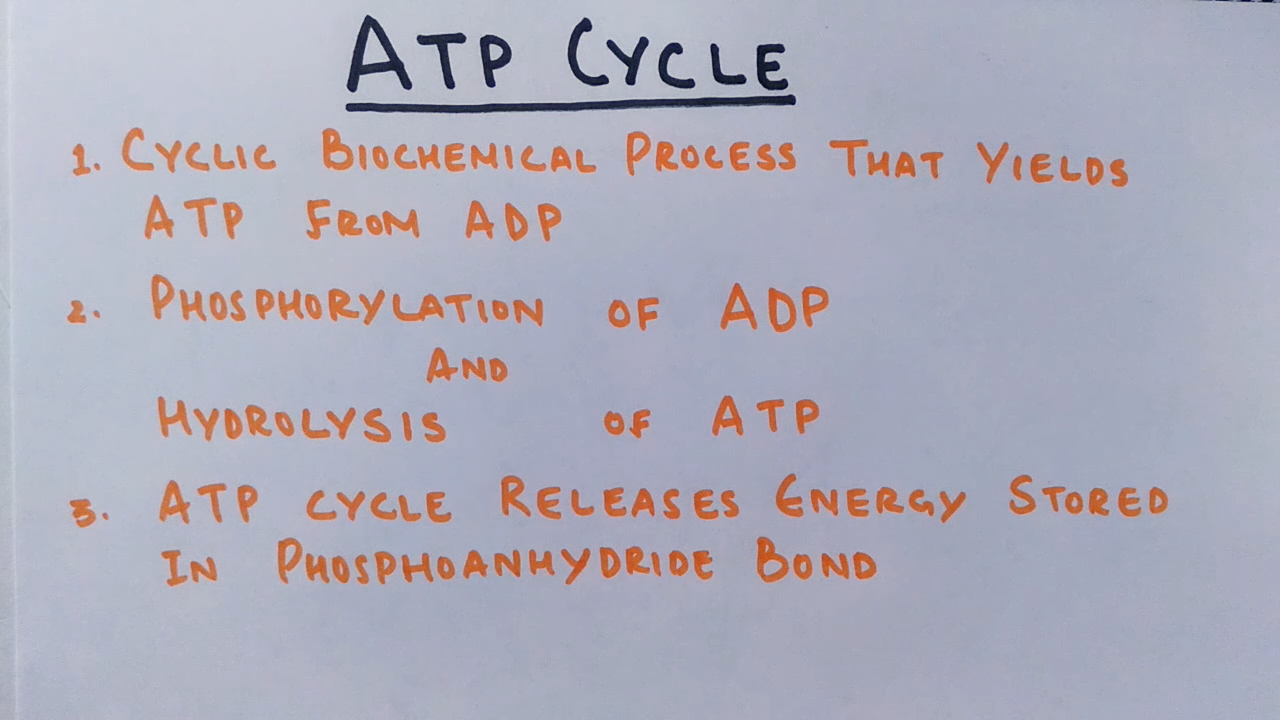 ATP CYCLE
1. CYCLIC BIOCHEMICAL PROCESS THAT YIELDS
ATP FROM ADP
2. PHOSPHORYLATION OF ADP
AND
HYDROLYSIS OF ATP
3. ATP CYCLE RELEASES ENERGY STORED
IN PHOSPHOANHYDRIDE BOND